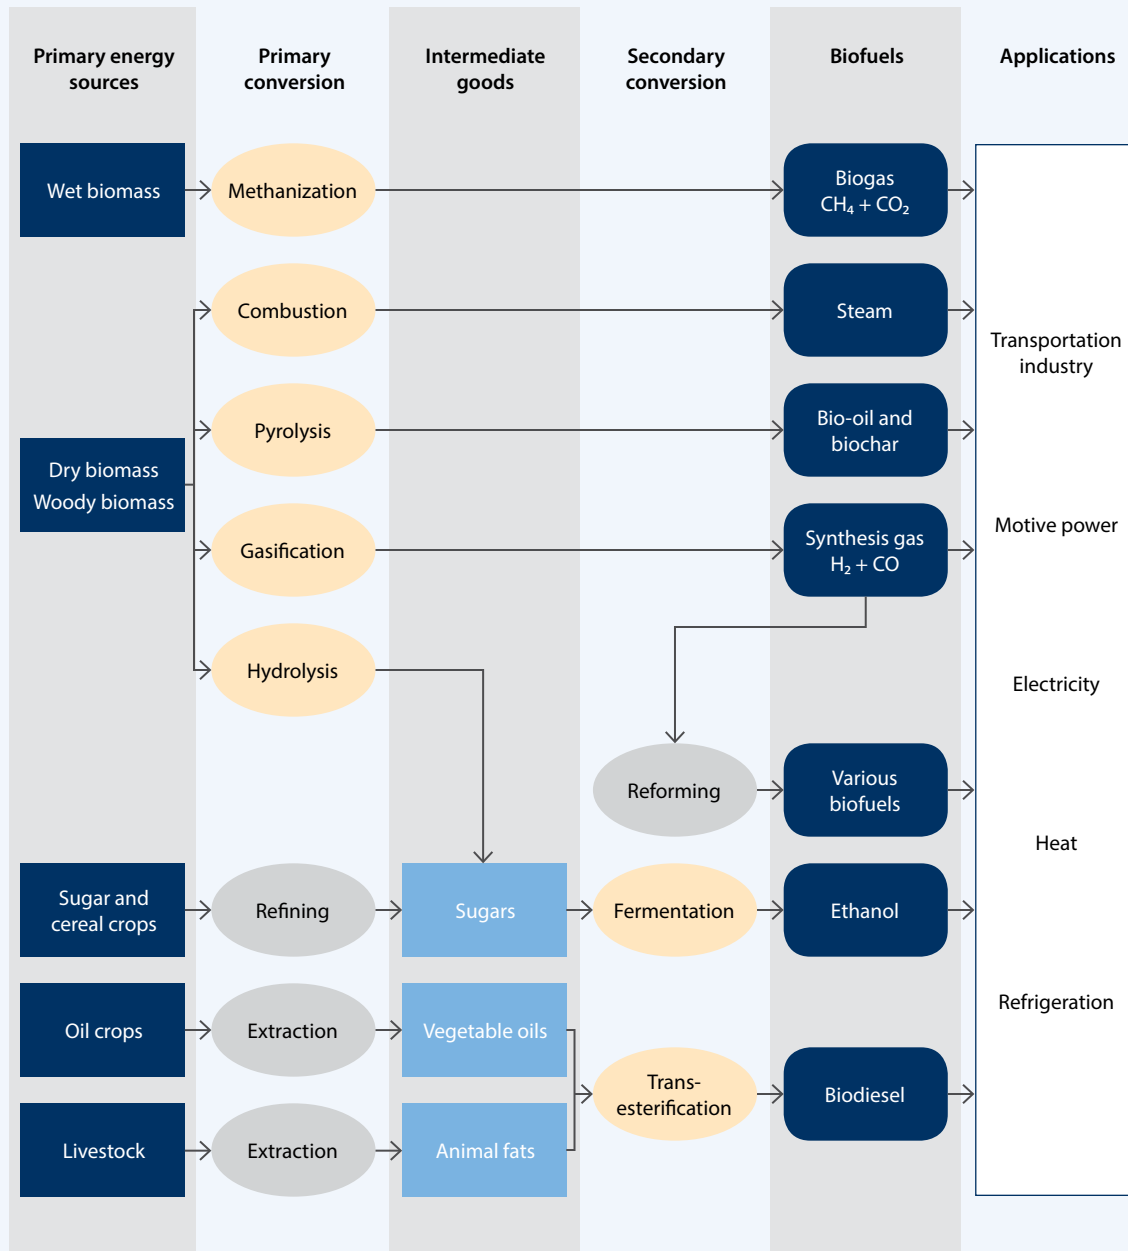 Primary energy
sources
Primary
conversion
Intermediate
goods
Secondary
conversion
Biofuels
Applications
Wet biomass
Methanization
Biogas
CH₄ + CO₂
Combustion
Steam
Transportation
industry
Pyrolysis
Bio-oil and
biochar
Dry biomass
Woody biomass
Motive power
Gasification
Synthesis gas
H₂ + CO
Hydrolysis
Electricity
Reforming
Various
biofuels
Heat
Sugar and
cereal crops
Refining
Sugars
Fermentation
Ethanol
Refrigeration
Oil crops
Extraction
Vegetable oils
Trans-
esterification
Biodiesel
Livestock
Extraction
Animal fats